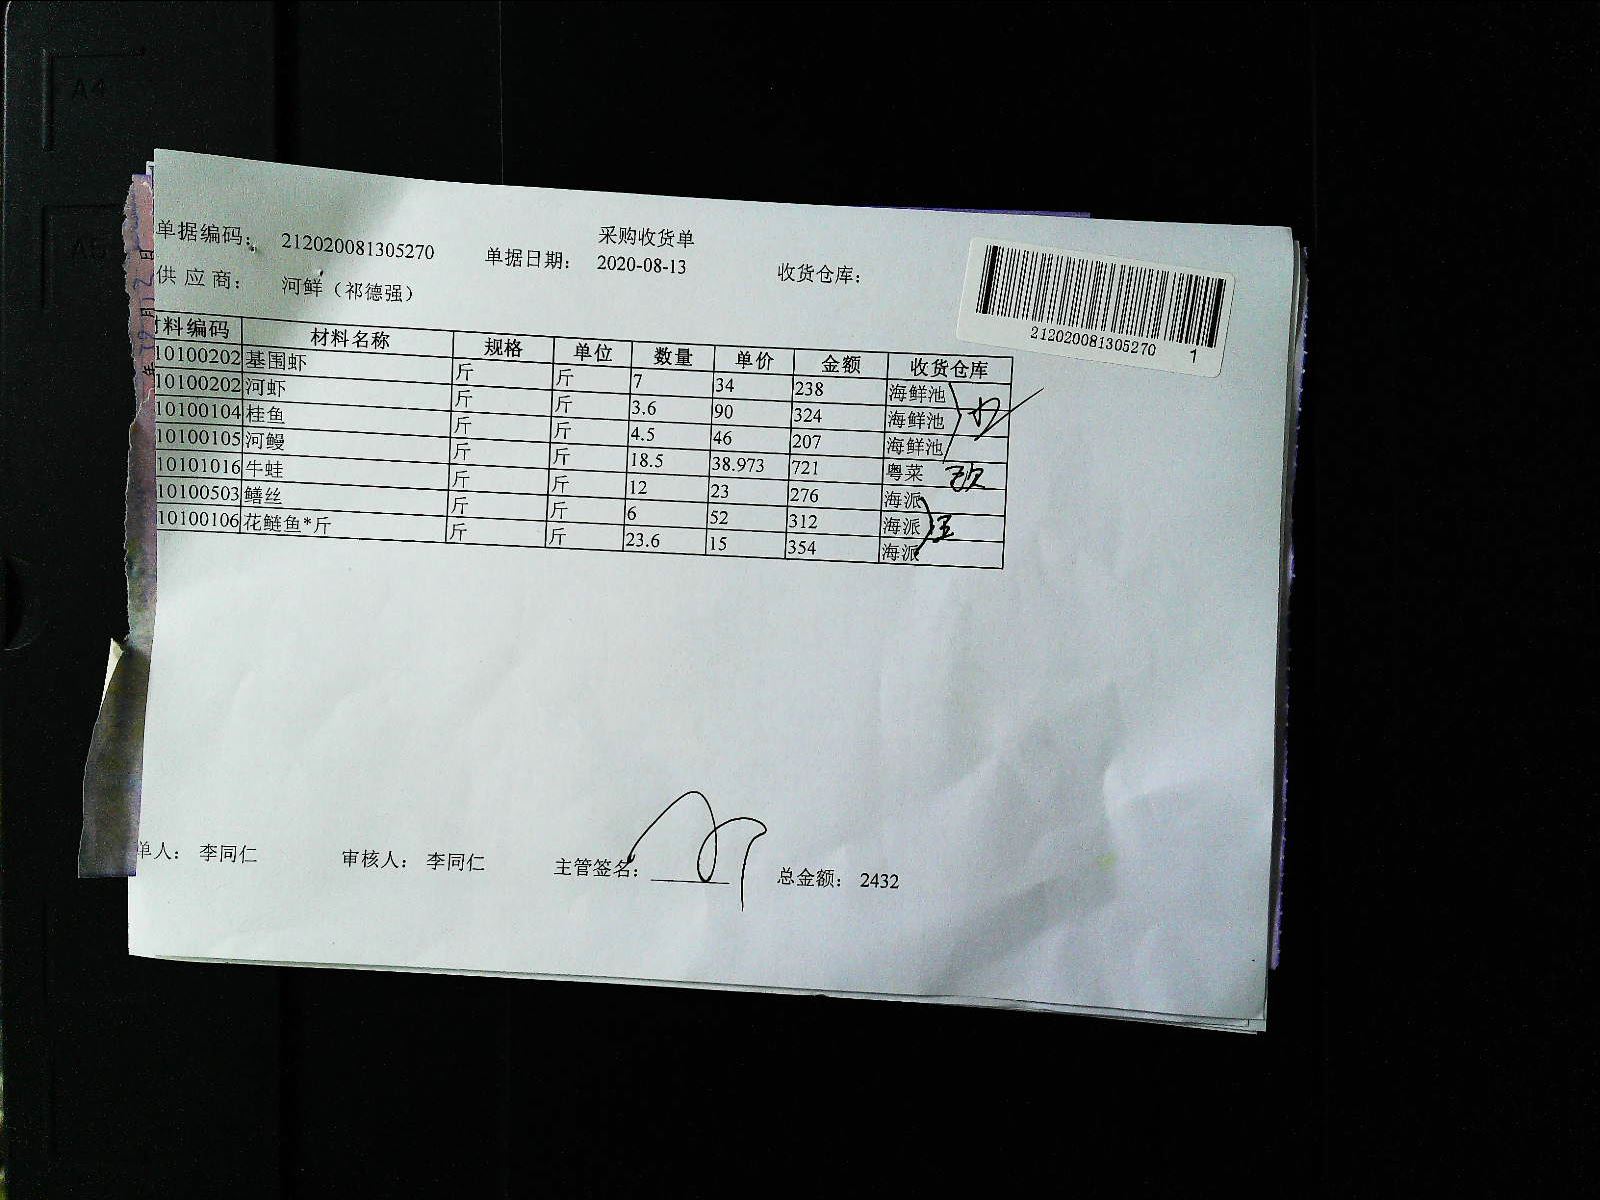 采购收货单
单据编码： 212020081305270 单据日期： 2020-08-13 收货仓库：
供应商： 河鲜（祁德强）
212020081305270 1
材料编码 材料名称 规格 单位 数量 单价 金额 收货仓库
10100202 基围虾 斤 斤 7 34 238 海鲜池
10100202 河虾 斤 斤 3.6 90 324 海鲜池
10100104 桂鱼 斤 斤 4.5 46 207 海鲜池
10100105 河鳗 斤 斤 18.5 38.973 721 粤菜
10101016 牛蛙 斤 斤 12 23 276 海派
10100503 鳝丝 斤 斤 6 52 312 海派
10100106 花鲢鱼*斤 斤 斤 23.6 15 354 海派
单人： 李同仁 审核人： 李同仁 主管签名： 总金额： 2432
A4
A5